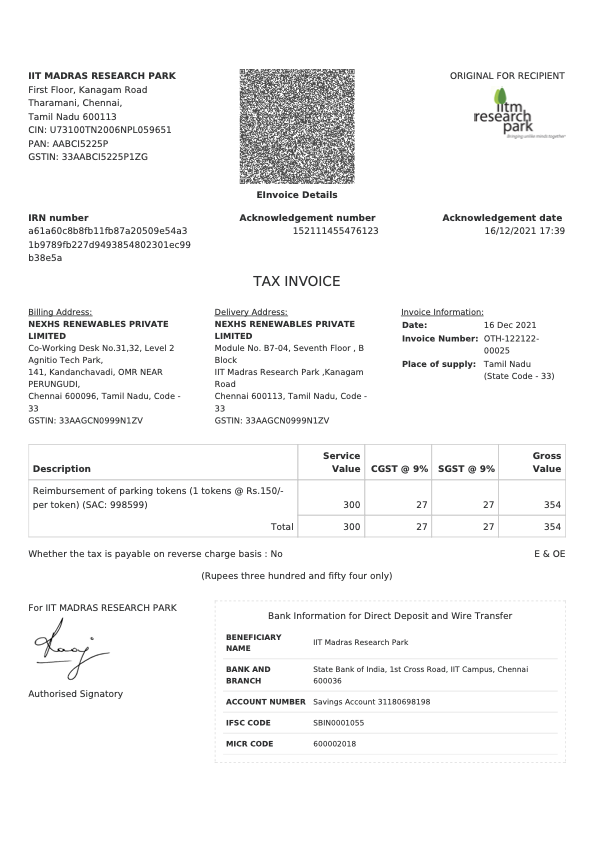 IIT MADRAS RESEARCH PARK
First Floor, Kanagam Road
Tharamani, Chennai,
Tamil Nadu 600113
CIN: U73100TN2006NPL059651
PAN: AABCI5225P
GSTIN: 33AABCI5225P1ZG
ORIGINAL FOR RECIPIENT
iitm
research
park
bringing unlike minds together
EInvoice Details
IRN number
a61a60c8b8fb11fb87a20509e54a3
1b9789fb227d9493854802301ec99
b38e5a
Acknowledgement number
152111455476123
Acknowledgement date
16/12/2021 17:39
TAX INVOICE
Billing Address:
NEXHS RENEWABLES PRIVATE
LIMITED
Co-Working Desk No.31,32, Level 2
Agnitio Tech Park,
141, Kandanchavadi, OMR NEAR
PERUNGUDI,
Chennai 600096, Tamil Nadu, Code -
33
GSTIN: 33AAGCN0999N1ZV
Delivery Address:
NEXHS RENEWABLES PRIVATE
LIMITED
Module No. B7-04, Seventh Floor , B
Block
IIT Madras Research Park ,Kanagam
Road
Chennai 600113, Tamil Nadu, Code -
33
GSTIN: 33AAGCN0999N1ZV
Invoice Information:
Date: 16 Dec 2021
Invoice Number: OTH-122122-
00025
Place of supply: Tamil Nadu
(State Code - 33)
Description Service Value CGST @ 9% SGST @ 9% Gross Value
Reimbursement of parking tokens (1 tokens @ Rs.150/-
per token) (SAC: 998599) 300 27 27 354
Total 300 27 27 354
Whether the tax is payable on reverse charge basis : No E & OE
(Rupees three hundred and fifty four only)
For IIT MADRAS RESEARCH PARK
Authorised Signatory
Bank Information for Direct Deposit and Wire Transfer
BENEFICIARY NAME IIT Madras Research Park
BANK AND BRANCH State Bank of India, 1st Cross Road, IIT Campus, Chennai
600036
ACCOUNT NUMBER Savings Account 31180698198
IFSC CODE SBIN0001055
MICR CODE 600002018